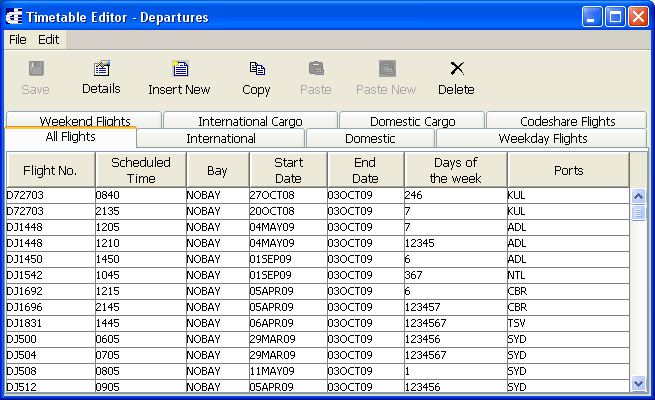 Timetable Editor - Departures
File Edit
Save Details Insert New Copy Paste Paste New Delete
Weekend Flights International Cargo Domestic Cargo Codeshare Flights
All Flights International Domestic Weekday Flights
Flight No. Scheduled Time Bay Start Date End Date Days of the week Ports
D72703 0840 NOBAY 27OCT08 03OCT09 246 KUL
D72703 2135 NOBAY 20OCT08 03OCT09 7 KUL
DJ1448 1205 NOBAY 04MAY09 03OCT09 7 ADL
DJ1448 1210 NOBAY 04MAY09 03OCT09 12345 ADL
DJ1450 1450 NOBAY 01SEP09 03OCT09 6 ADL
DJ1542 1045 NOBAY 01SEP09 03OCT09 367 NTL
DJ1692 1215 NOBAY 05APR09 03OCT09 6 CBR
DJ1696 2145 NOBAY 05APR09 03OCT09 123457 CBR
DJ1831 1445 NOBAY 06APR09 03OCT09 1234567 TSV
DJ500 0605 NOBAY 29MAR09 03OCT09 123456 SYD
DJ504 0705 NOBAY 29MAR09 03OCT09 1234567 SYD
DJ508 0805 NOBAY 11MAY09 03OCT09 1 SYD
DJ512 0905 NOBAY 05APR09 03OCT09 123456 SYD